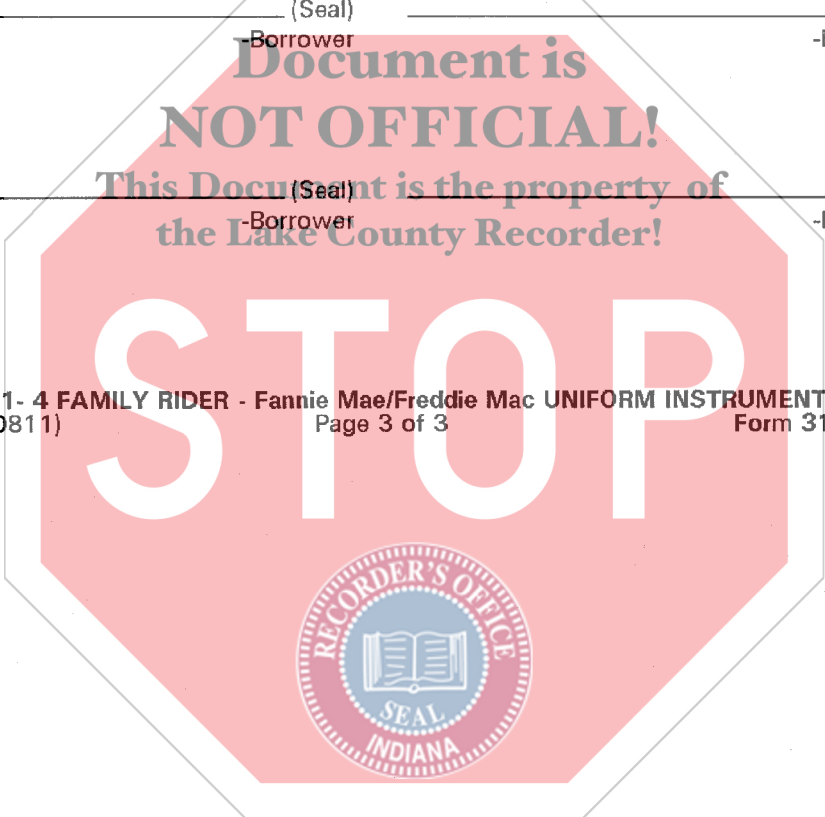 (Seal)
-Borrower
Document is
NOT OFFICIAL!
This Document is the property of
(Seal)
-Borrower
the Lake County Recorder!
STOP
1- 4 FAMILY RIDER - Fannie Mae/Freddie Mac UNIFORM INSTRUMENT
0811)
Page 3 of 3
Form 31
RECORDER'S OFFICE
SEAL
INDIANA